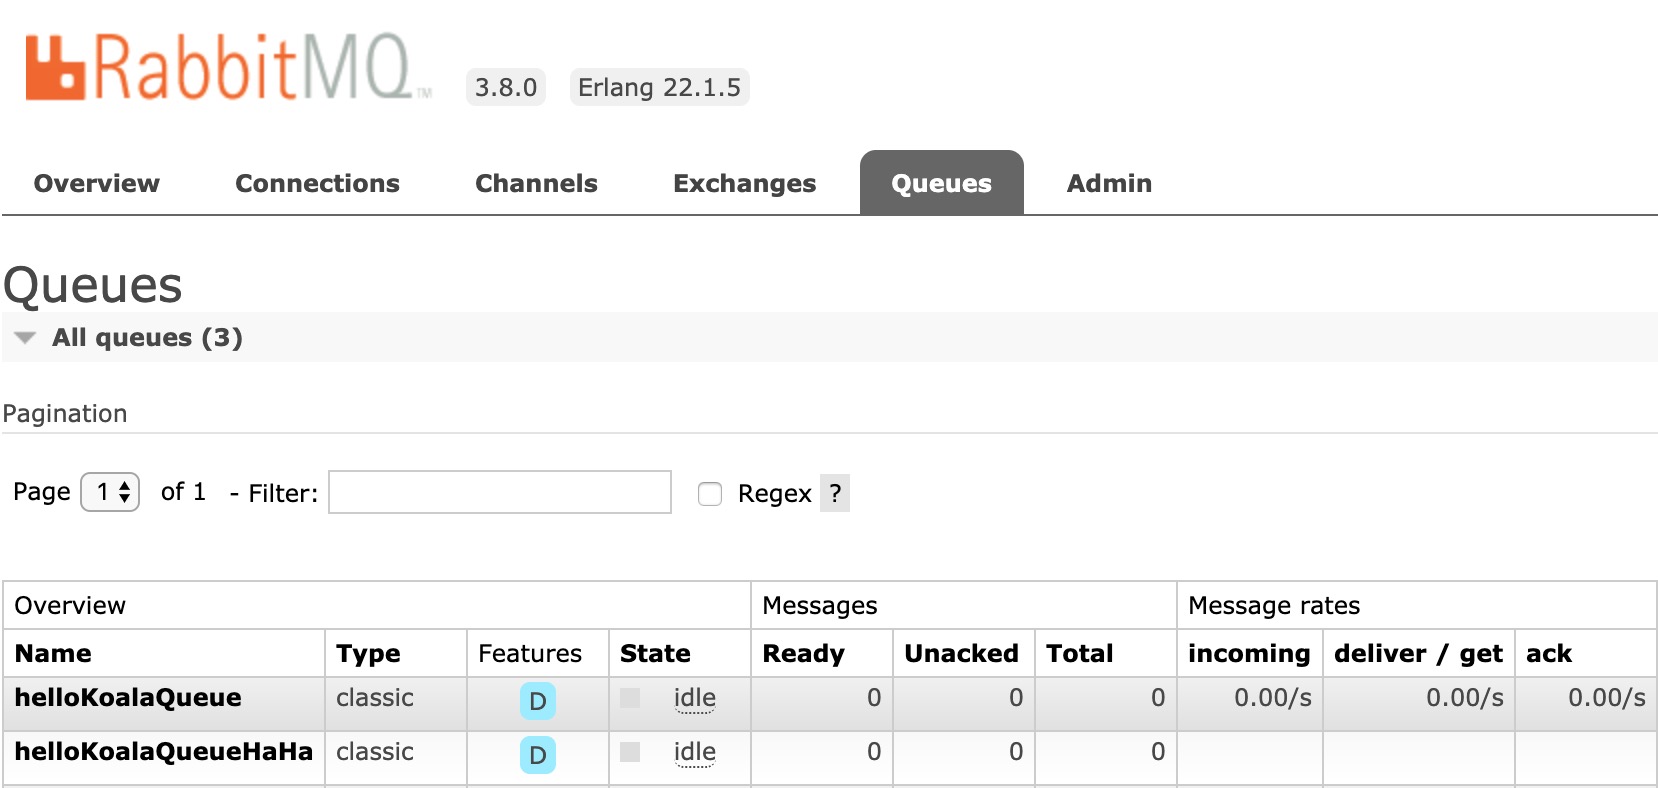 RabbitMQ™ 3.8.0 Erlang 22.1.5
Overview Connections Channels Exchanges Queues Admin
Queues
All queues (3)
Pagination
Page 1 of 1 - Filter: Regex ?
Overview Messages Message rates
Name Type Features State Ready Unacked Total incoming deliver / get ack
helloKoalaQueue classic D idle 0 0 0 0.00/s 0.00/s 0.00/s
helloKoalaQueueHaHa classic D idle 0 0 0